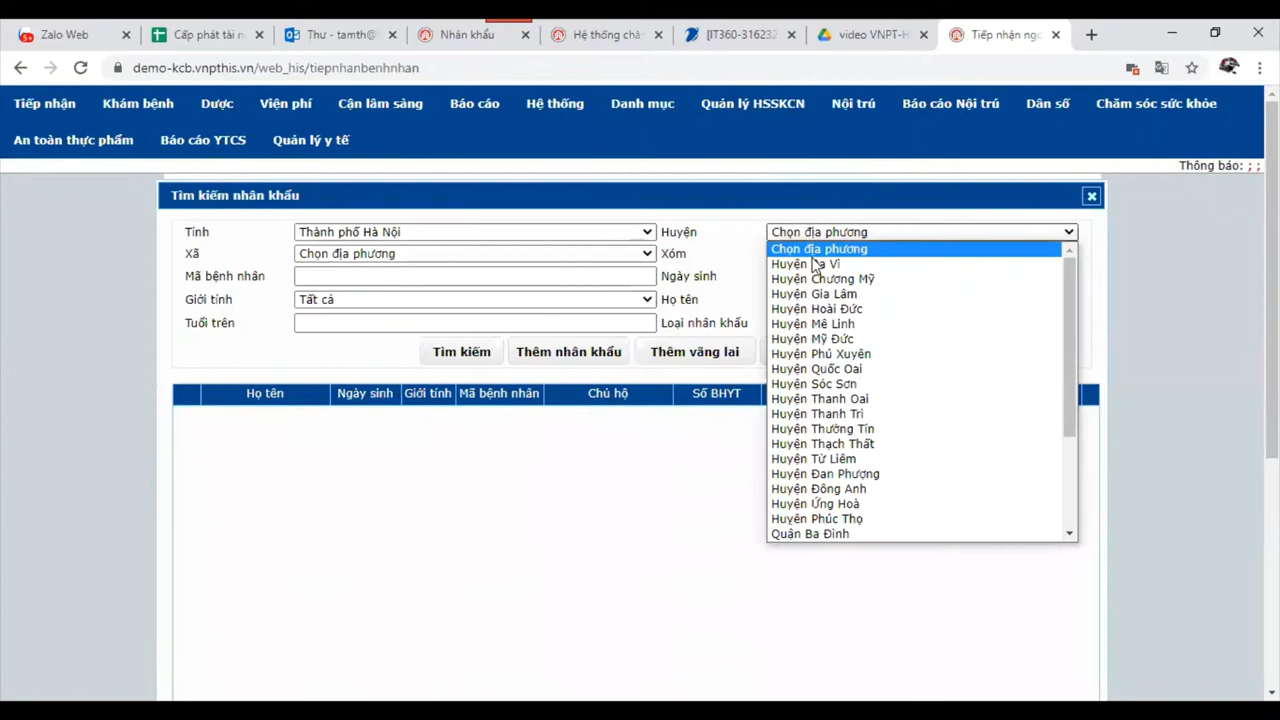 Zalo Web
Cấp phát tài n
Thư - tamth@
Nhân khẩu
Hệ thống chă
[IT360-316232
video VNPT-H
Tiếp nhận ngo
demo-kcb.vnpthis.vn/web_his/tiepnhanbenhnhan
Tiếp nhận Khám bệnh Dược Viện phí Cận lâm sàng Báo cáo Hệ thống Danh mục Quản lý HSSKCN Nội trú Báo cáo Nội trú Dân số Chăm sóc sức khỏe
An toàn thực phẩm Báo cáo YTCS Quản lý y tế
Thông báo: ; ;
Tìm kiếm nhân khẩu
Tỉnh Thành phố Hà Nội Huyện Chọn địa phương
Xã Chọn địa phương Xóm
Mã bệnh nhân Ngày sinh
Giới tính Tất cả Họ tên
Tuổi trên Loại nhân khẩu
Chọn địa phương
Huyện Ba Vì
Huyện Chương Mỹ
Huyện Gia Lâm
Huyện Hoài Đức
Huyện Mê Linh
Huyện Mỹ Đức
Huyện Phú Xuyên
Huyện Quốc Oai
Huyện Sóc Sơn
Huyện Thanh Oai
Huyện Thanh Trì
Huyện Thường Tín
Huyện Thạch Thất
Huyện Từ Liêm
Huyện Đan Phượng
Huyện Đông Anh
Huyện Ứng Hoà
Huyện Phúc Thọ
Quận Ba Đình
Tìm kiếm Thêm nhân khẩu Thêm vãng lai
Họ tên Ngày sinh Giới tính Mã bệnh nhân Chủ hộ Số BHYT